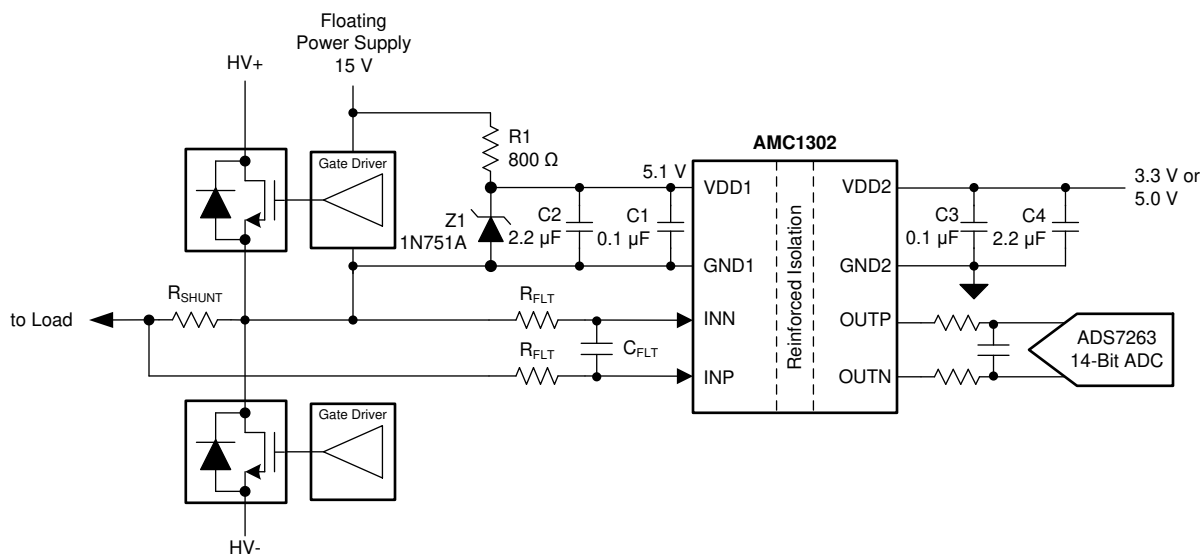 Floating
Power Supply
15 V
HV+
Gate Driver
R1
800 Ω
AMC1302
5.1 V
VDD1
VDD2
3.3 V or
5.0 V
Z1
1N751A
C2
2.2 µF
C1
0.1 µF
C3
0.1 µF
C4
2.2 µF
GND1
GND2
Reinforced Isolation
RSHUNT
to Load
RFLT
INN
OUTP
CFLT
ADS7263
14-Bit ADC
RFLT
INP
OUTN
Gate Driver
HV-